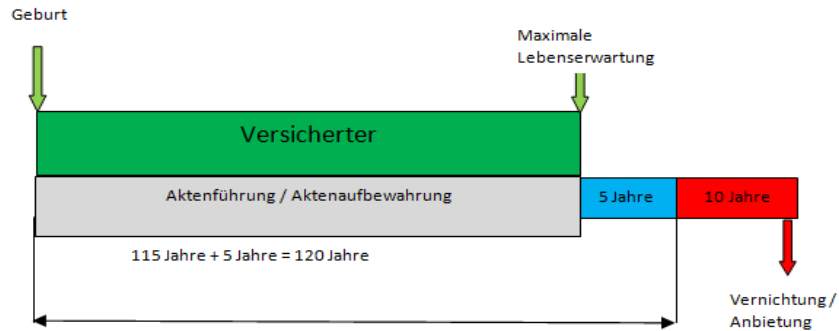 Geburt
Maximale
Lebenserwartung
Versicherter
Aktenführung / Aktenaufbewahrung
5 Jahre
10 Jahre
115 Jahre + 5 Jahre = 120 Jahre
Vernichtung /
Anbietung